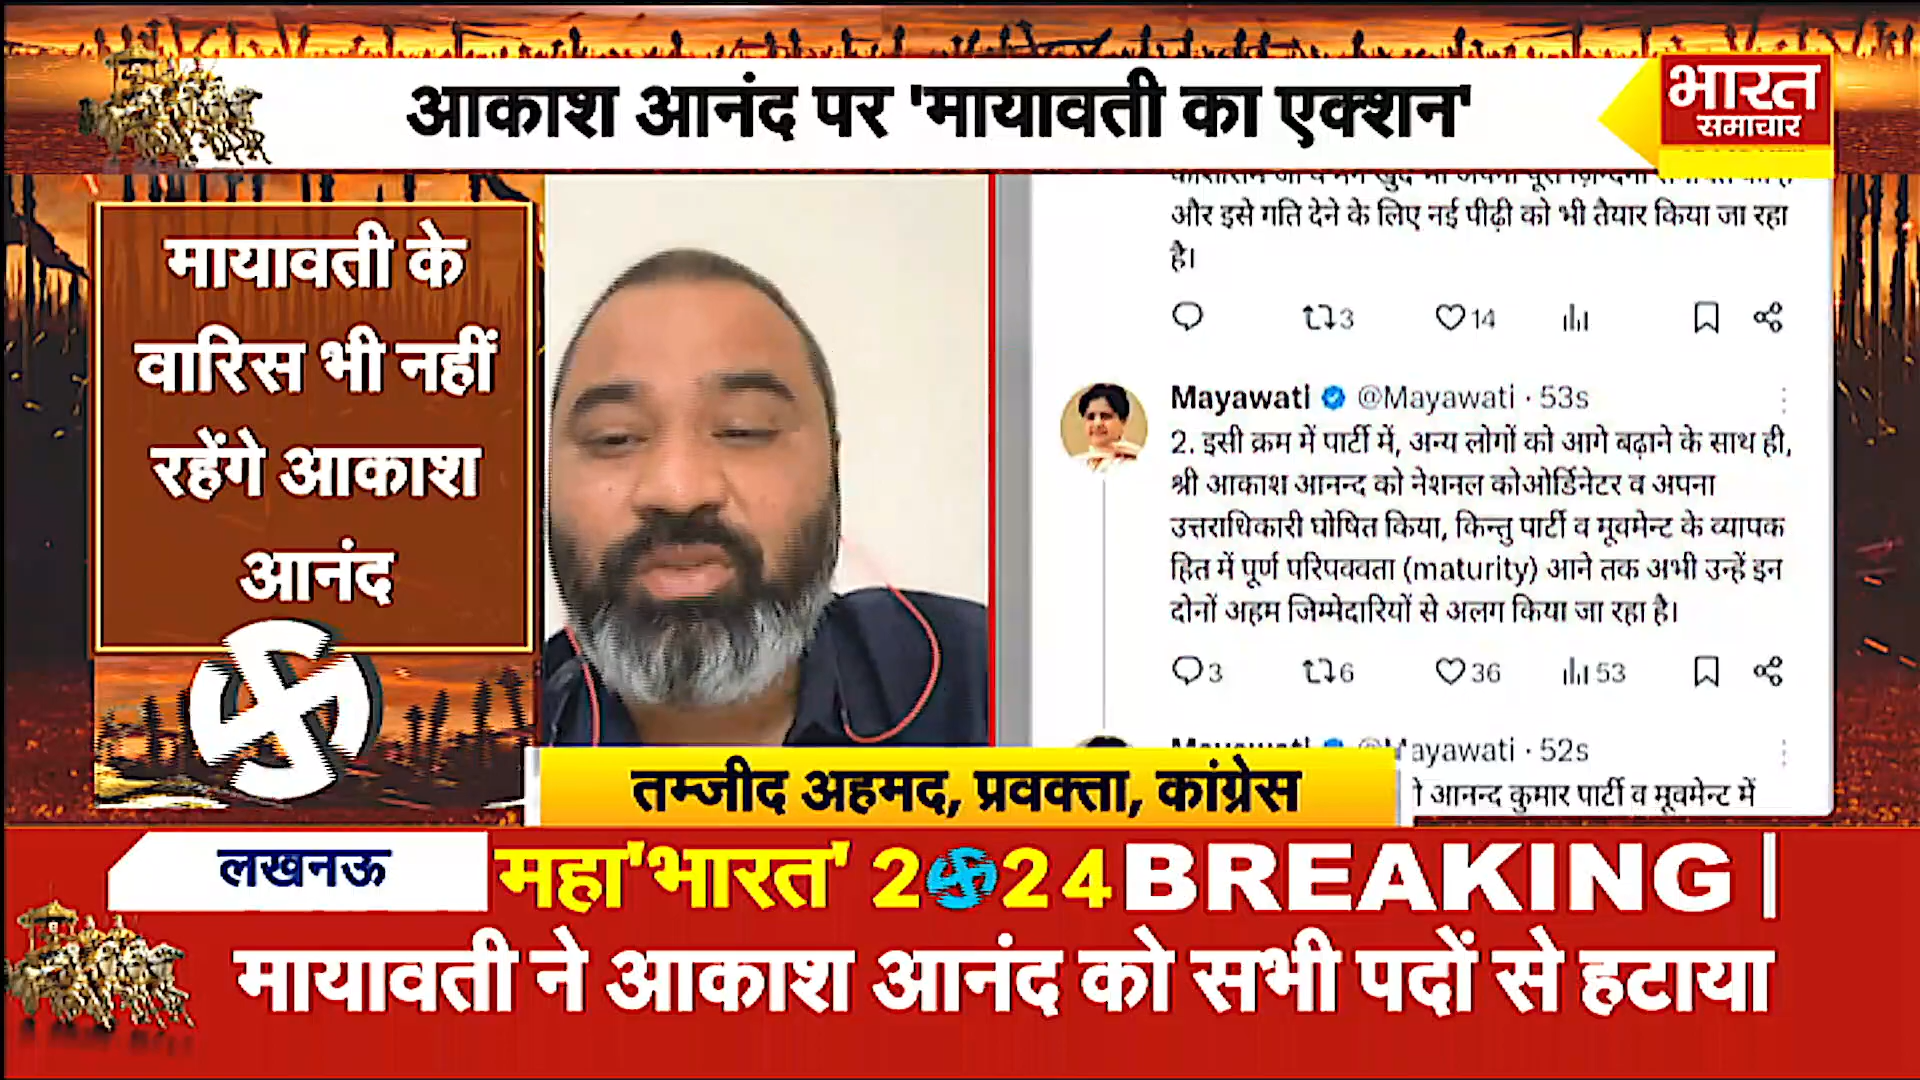 आकाश आनंद पर 'मायावती का एक्शन'
भारत
समाचार
मायावती के
वारिस भी नहीं
रहेंगे आकाश
आनंद
और इसे गति देने के लिए नई पीढ़ी को भी तैयार किया जा रहा
है।
3 14
Mayawati @Mayawati · 53s
2. इसी क्रम में पार्टी में, अन्य लोगों को आगे बढ़ाने के साथ ही,
श्री आकाश आनन्द को नेशनल कोओर्डिनेटर व अपना
उत्तराधिकारी घोषित किया, किन्तु पार्टी व मूवमेन्ट के व्यापक
हित में पूर्ण परिपक्वता (maturity) आने तक अभी उन्हें इन
दोनों अहम जिम्मेदारियों से अलग किया जा रहा है।
3 6 36 53
Mayawati @Mayawati · 52s
आनन्द कुमार पार्टी व मूवमेन्ट में
तम्जीद अहमद, प्रवक्ता, कांग्रेस
लखनऊ
महा'भारत' 2024 BREAKING |
मायावती ने आकाश आनंद को सभी पदों से हटाया